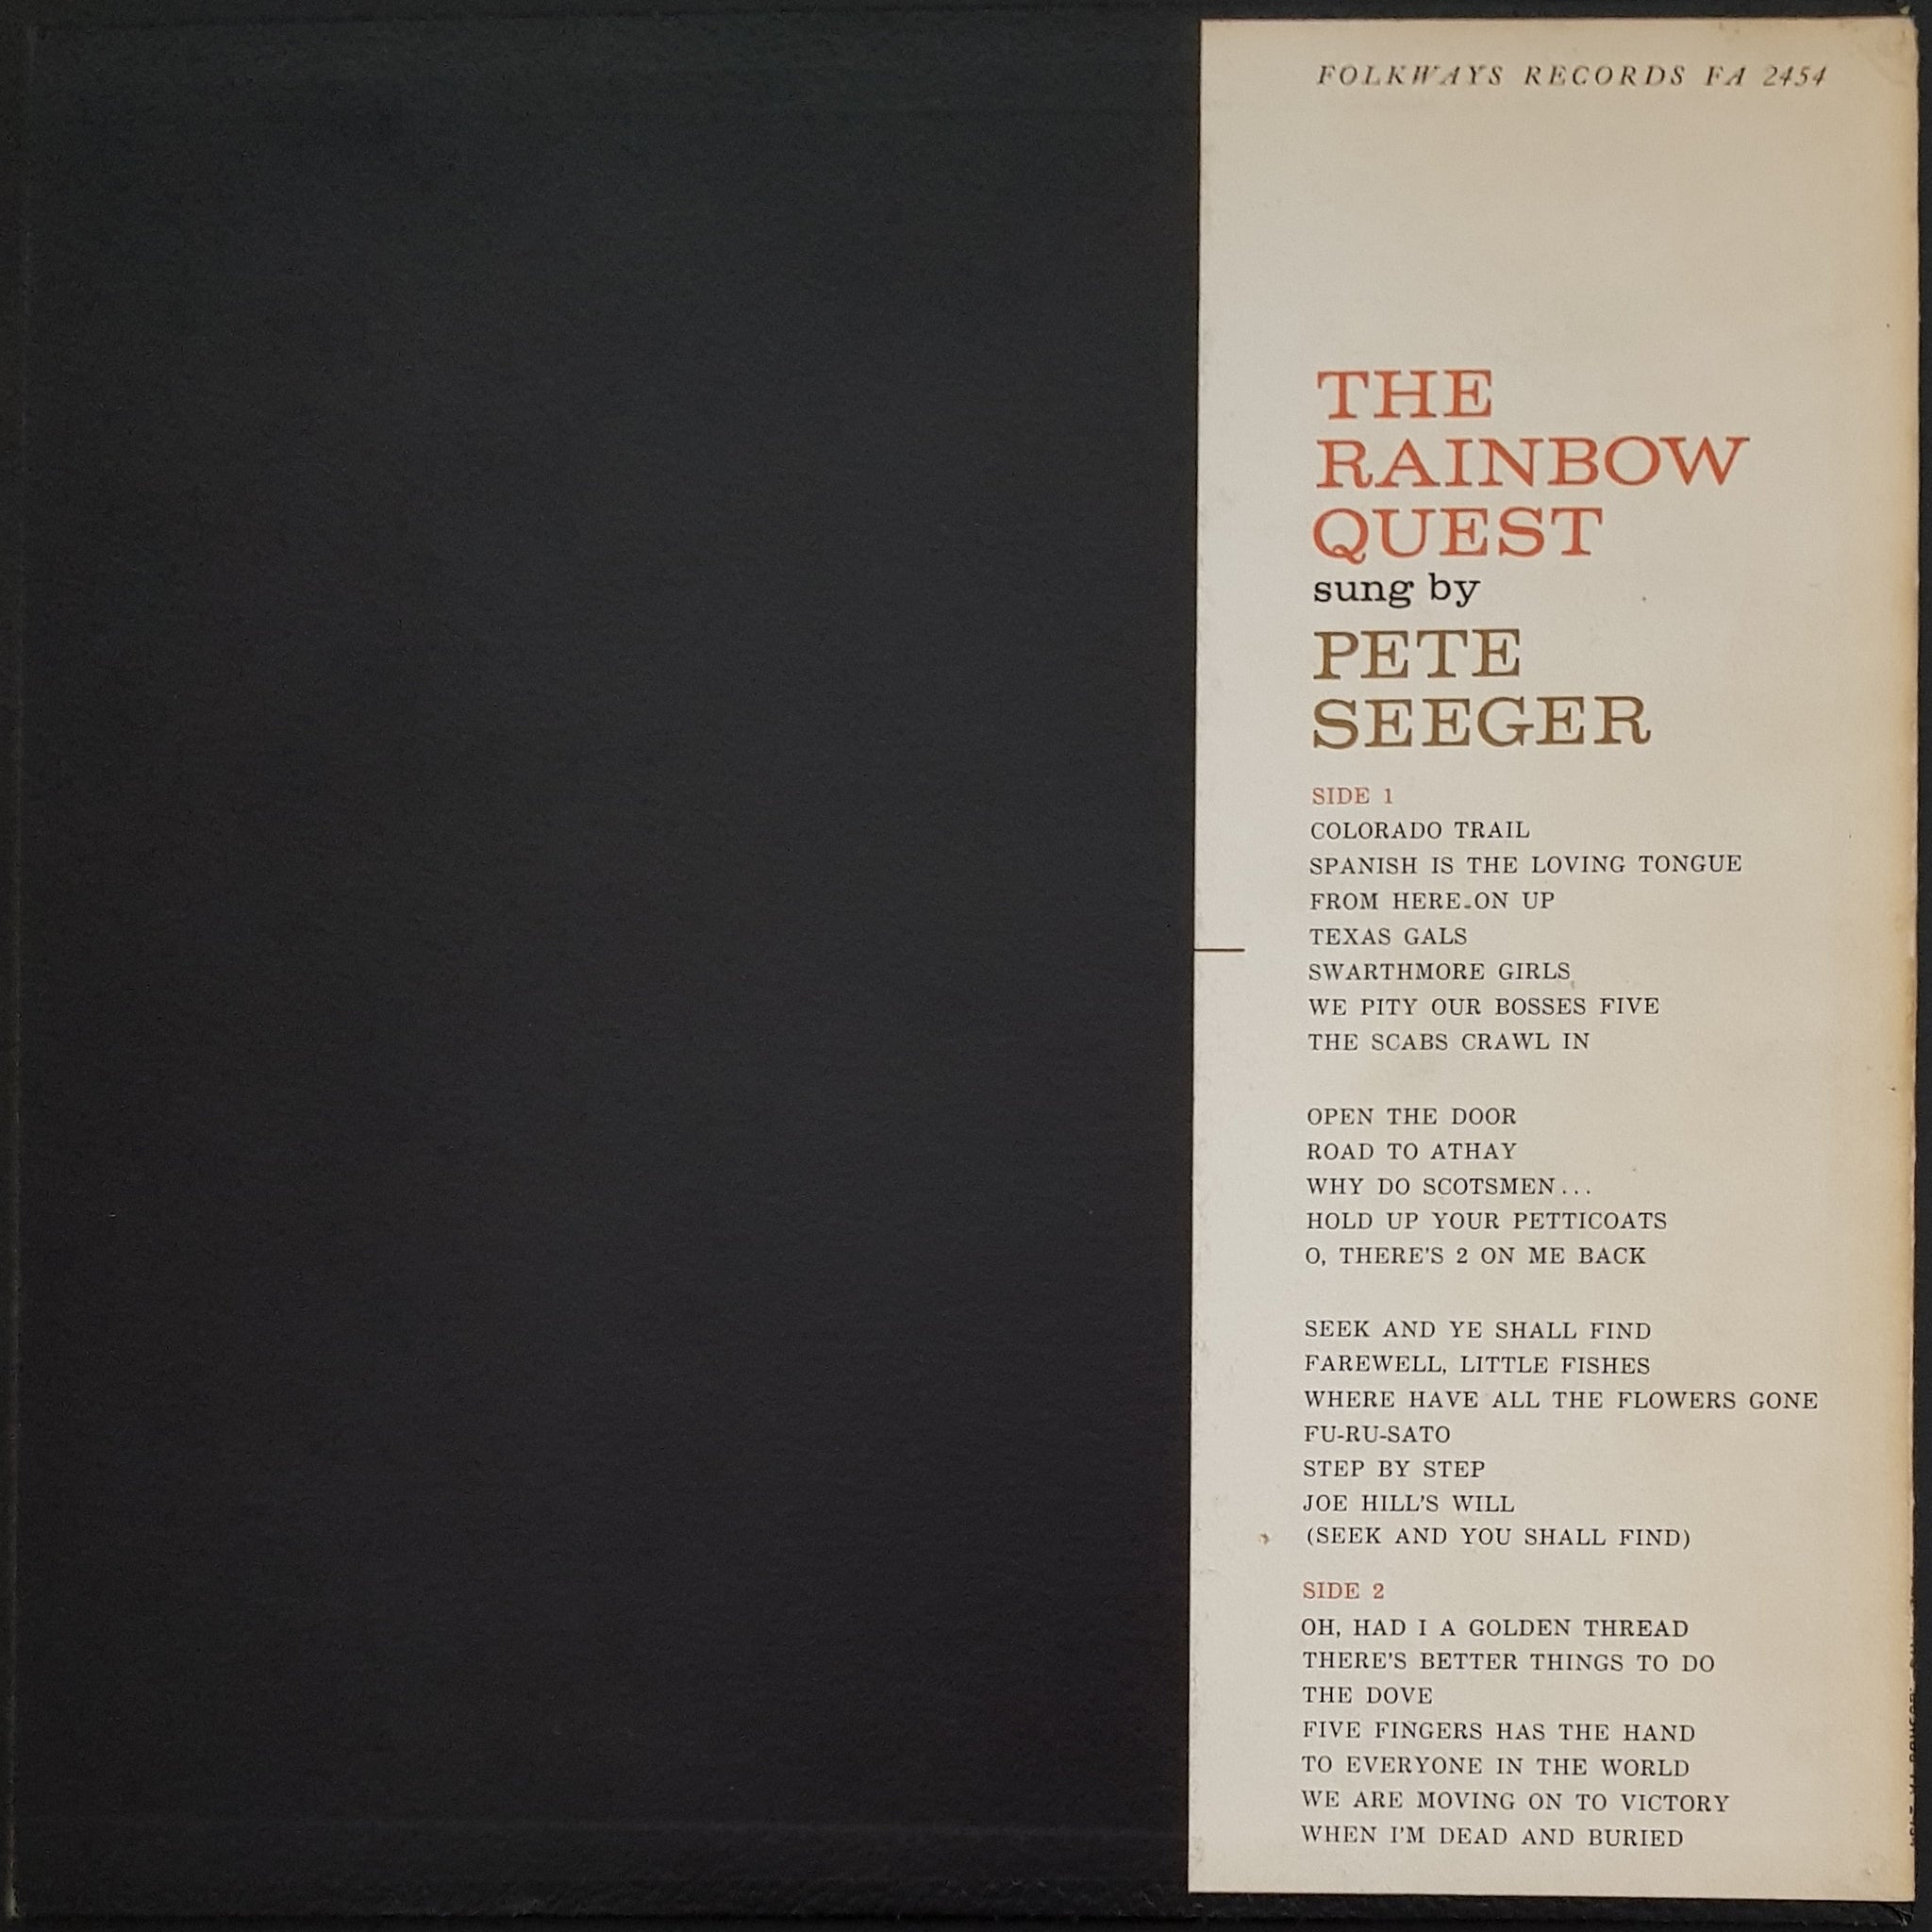 FOLKWAYS RECORDS FA 2454
THE
RAINBOW
QUEST
sung by
PETE
SEEGER
SIDE 1
COLORADO TRAIL
SPANISH IS THE LOVING TONGUE
FROM HERE-ON UP
TEXAS GALS
SWARTHMORE GIRLS
WE PITY OUR BOSSES FIVE
THE SCABS CRAWL IN
OPEN THE DOOR
ROAD TO ATHAY
WHY DO SCOTSMEN...
HOLD UP YOUR PETTICOATS
O, THERE'S 2 ON ME BACK
SEEK AND YE SHALL FIND
FAREWELL, LITTLE FISHES
WHERE HAVE ALL THE FLOWERS GONE
FU-RU-SATO
STEP BY STEP
JOE HILL'S WILL
(SEEK AND YOU SHALL FIND)
SIDE 2
OH, HAD I A GOLDEN THREAD
THERE'S BETTER THINGS TO DO
THE DOVE
FIVE FINGERS HAS THE HAND
TO EVERYONE IN THE WORLD
WE ARE MOVING ON TO VICTORY
WHEN I'M DEAD AND BURIED